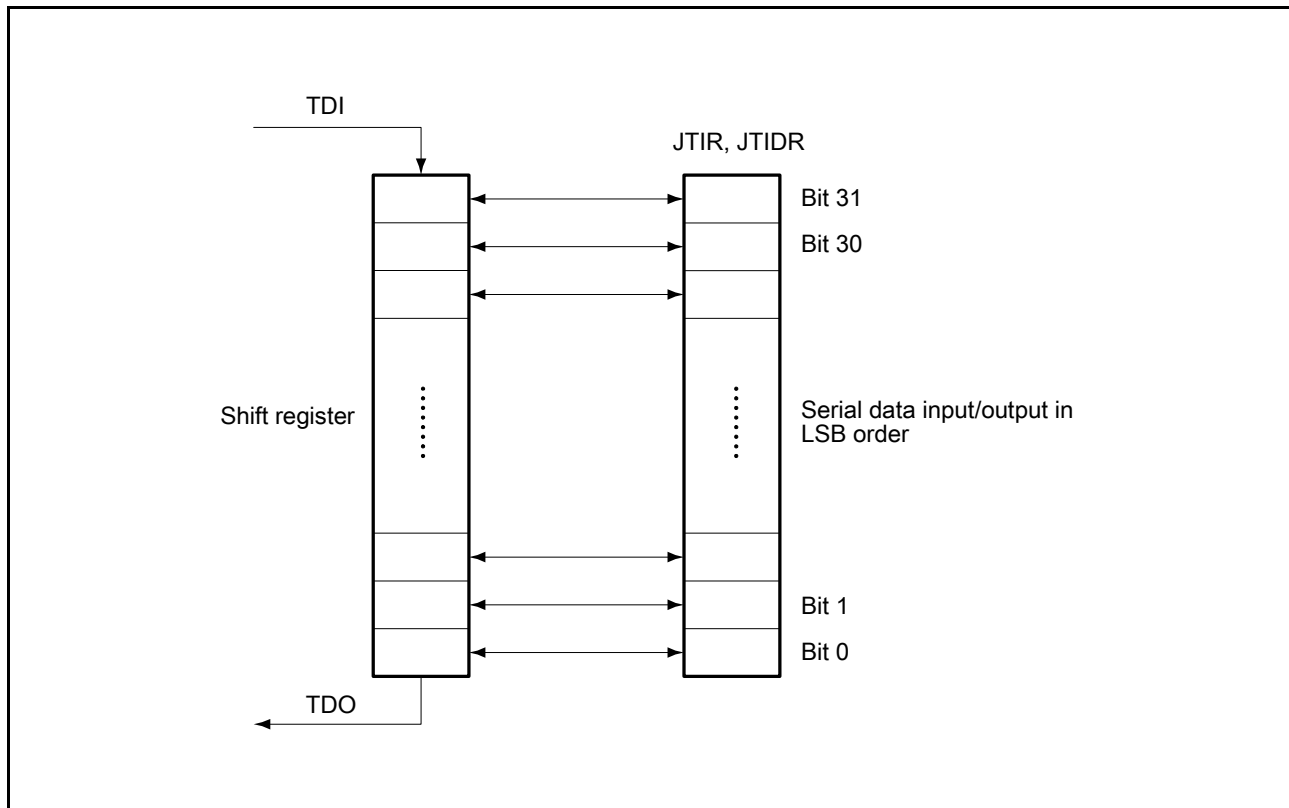 TDI
JTIR, JTIDR
Bit 31
Bit 30
Shift register
Serial data input/output in
LSB order
Bit 1
Bit 0
TDO